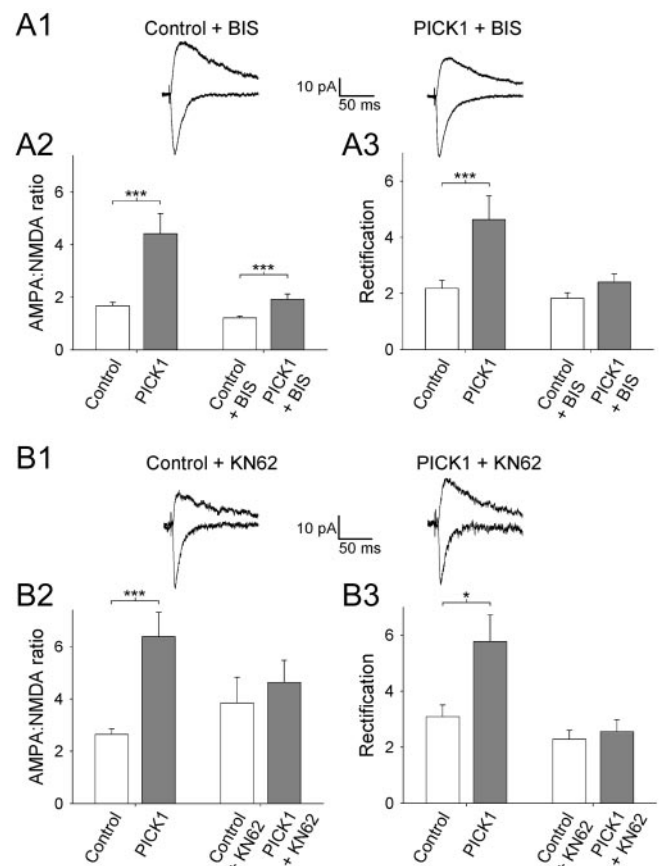 A1
Control + BIS
PICK1 + BIS
10 pA
50 ms
A2
AMPA:NMDA ratio
6
4
2
0
***
***
Control
PICK1
Control
+ BIS
PICK1
+ BIS
A3
Rectification
6
4
2
0
***
Control
PICK1
Control
+ BIS
PICK1
+ BIS
B1
Control + KN62
PICK1 + KN62
10 pA
50 ms
B2
AMPA:NMDA ratio
6
4
2
0
***
Control
PICK1
Control
+ KN62
PICK1
+ KN62
B3
Rectification
6
4
2
0
*
Control
PICK1
Control
+ KN62
PICK1
+ KN62